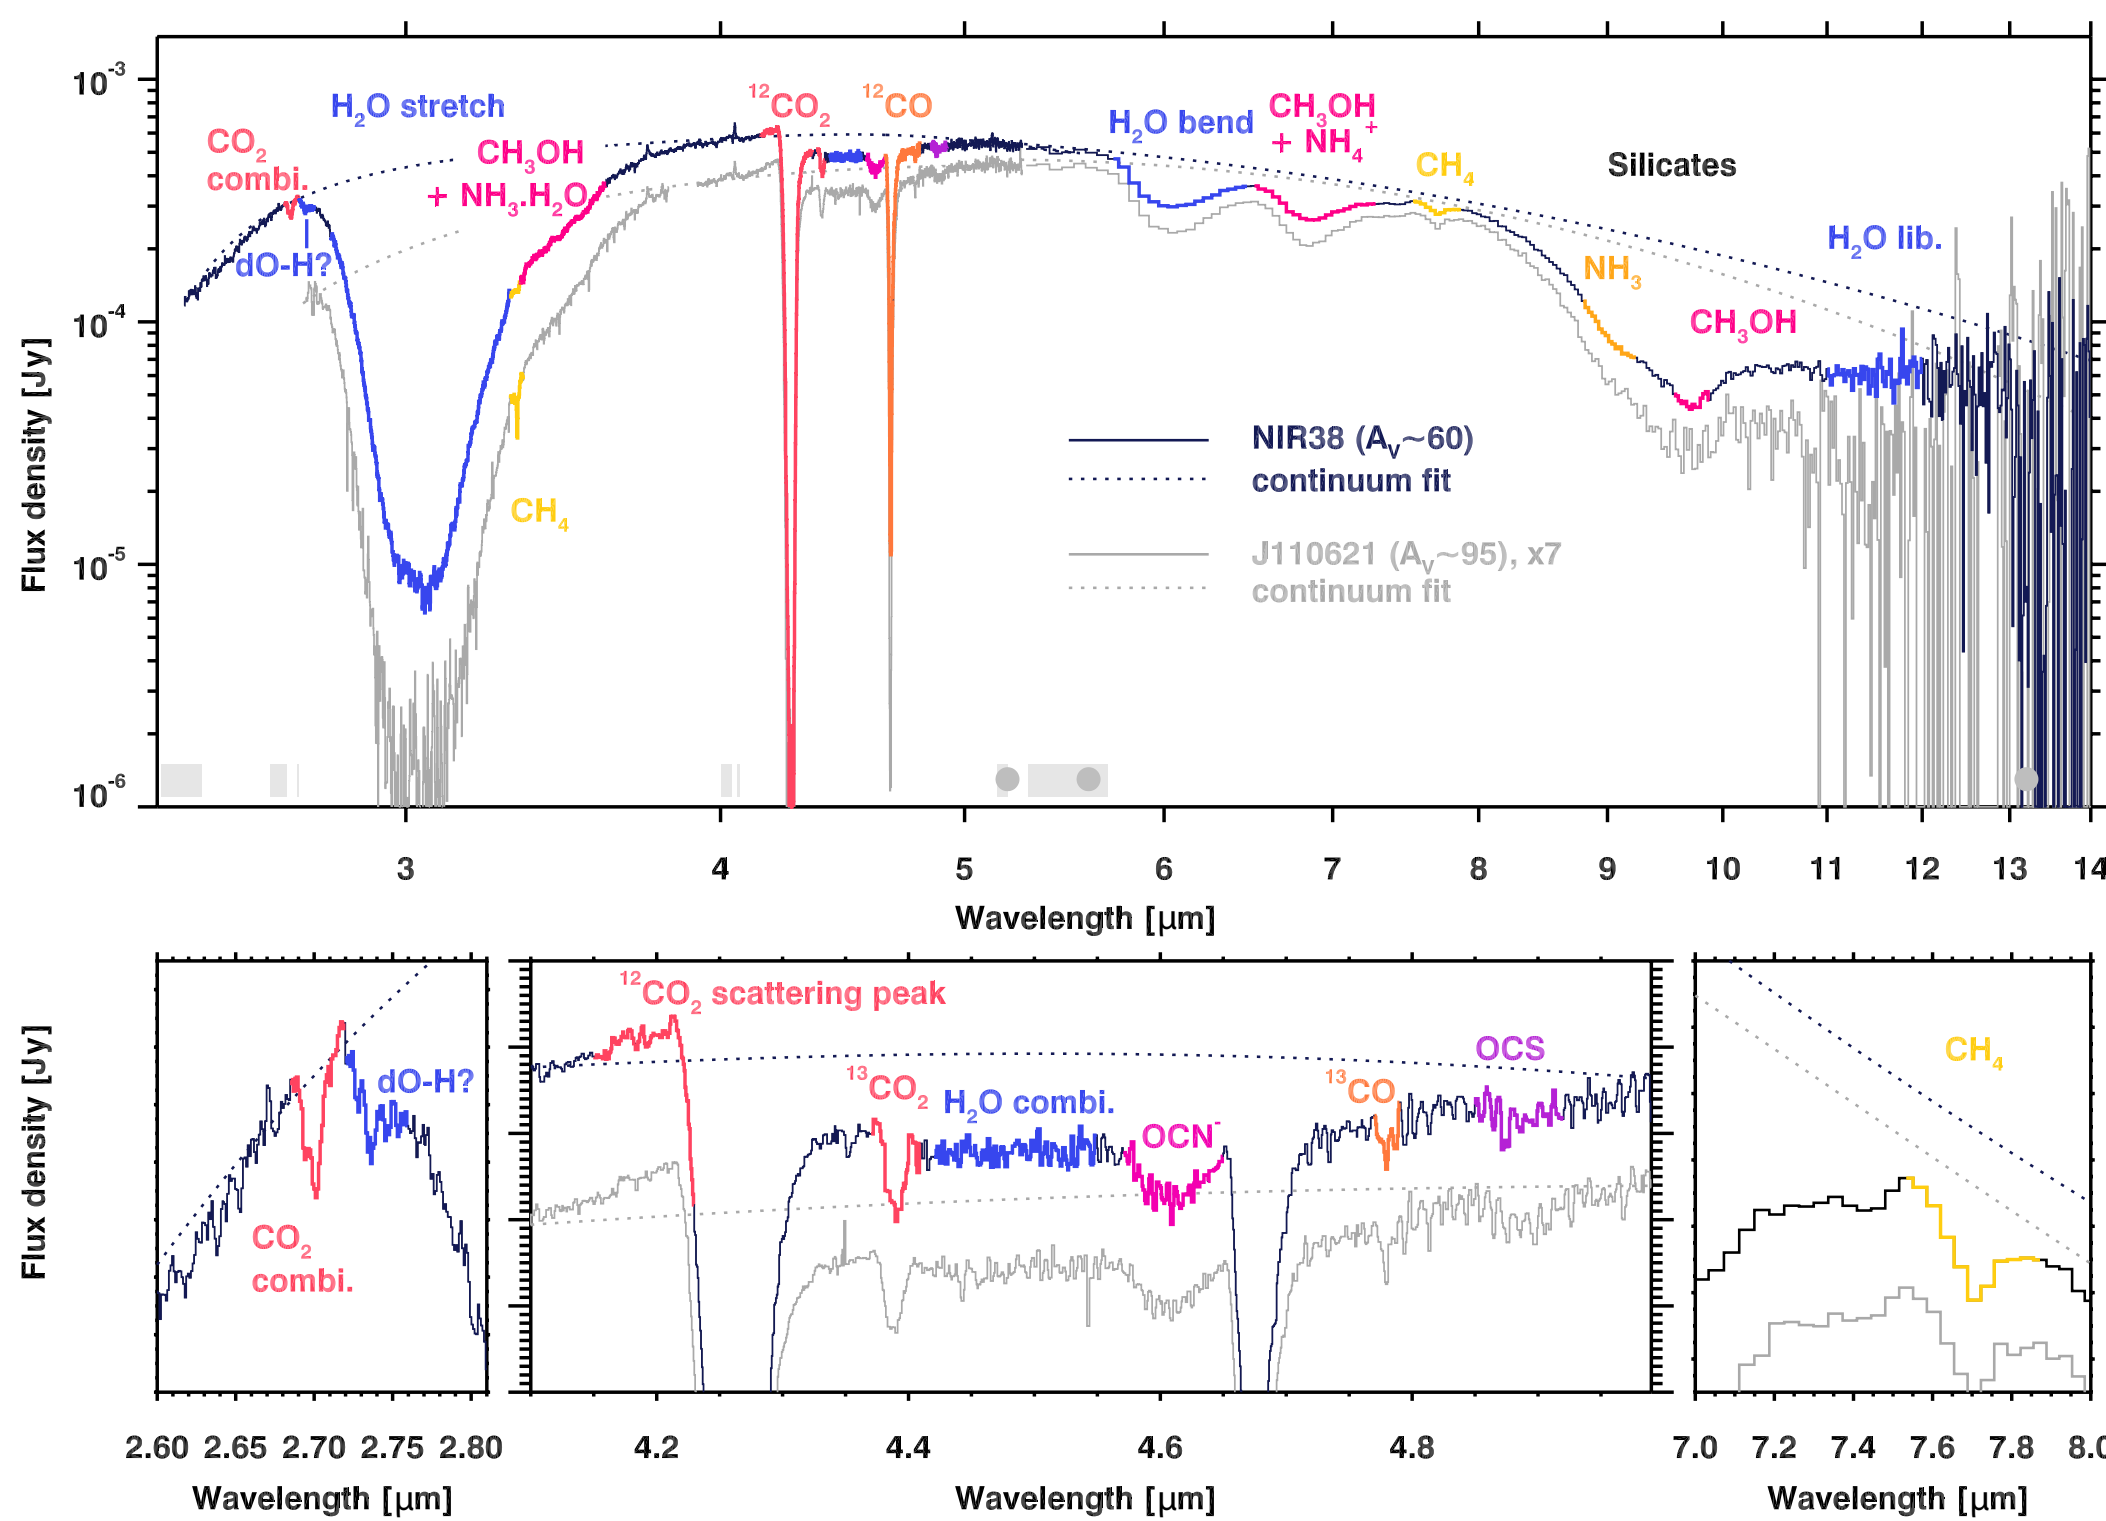 10⁻³
10⁻⁴
10⁻⁵
10⁻⁶
Flux density [Jy]
CO₂
combi.
H₂O stretch
dO-H?
CH₃OH
+ NH₃.H₂O
CH₄
¹²CO₂
¹²CO
H₂O bend
CH₃OH
+ NH₄⁺
CH₄
Silicates
NH₃
CH₃OH
H₂O lib.
NIR38 (A_V~60)
continuum fit
J110621 (A_V~95), x7
continuum fit
3 4 5 6 7 8 9 10 11 12 13 14
Wavelength [μm]
Flux density [Jy]
dO-H?
CO₂
combi.
2.60 2.65 2.70 2.75 2.80
Wavelength [μm]
¹²CO₂ scattering peak
¹³CO₂
H₂O combi.
OCN⁻
¹³CO
OCS
4.2 4.4 4.6 4.8
Wavelength [μm]
CH₄
7.0 7.2 7.4 7.6 7.8 8.0
Wavelength [μm]